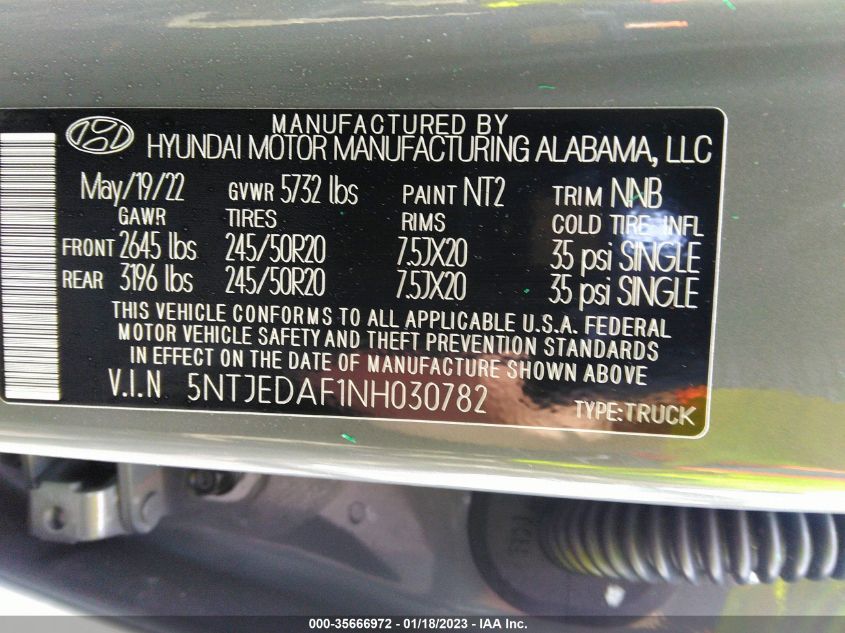 MANUFACTURED BY
HYUNDAI MOTOR MANUFACTURING ALABAMA, LLC
May/19/22 GVWR 5732 lbs PAINT NT2 TRIM NNB
GAWR TIRES RIMS COLD TIRE INFL
FRONT 2645 lbs 245/50R20 7.5JX20 35 psi SINGLE
REAR 3196 lbs 245/50R20 7.5JX20 35 psi SINGLE
THIS VEHICLE CONFORMS TO ALL APPLICABLE U.S.A. FEDERAL
MOTOR VEHICLE SAFETY AND THEFT PREVENTION STANDARDS
IN EFFECT ON THE DATE OF MANUFACTURE SHOWN ABOVE
V.I.N 5NTJEDAF1NH030782 TYPE:TRUCK
000-35666972 - 01/18/2023 - IAA Inc.